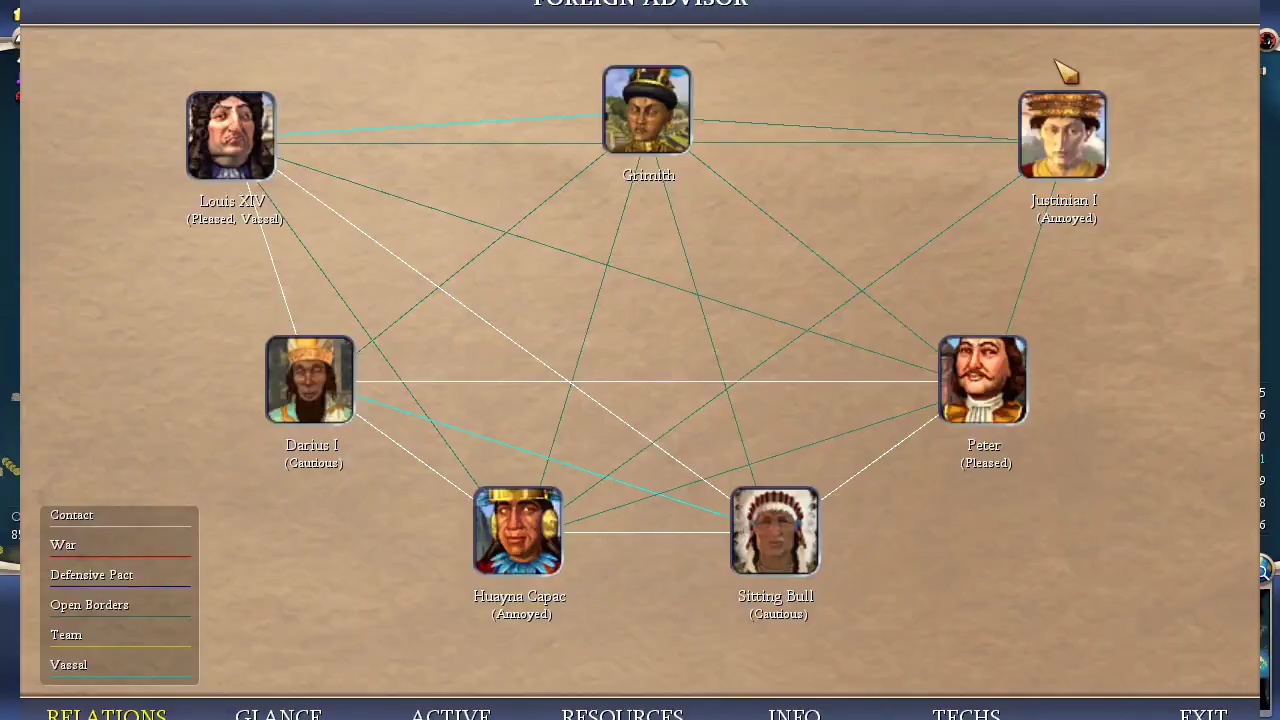 FOREIGN ADVISOR
Grimith
Louis XIV
(Pleased, Vassal)
Justinian I
(Annoyed)
Darius I
(Cautious)
Peter
(Pleased)
Huayna Capac
(Annoyed)
Sitting Bull
(Cautious)
Contact
War
Defensive Pact
Open Borders
Team
Vassal
RELATIONS GLANCE ACTIVE RESOURCES INFO TECHS EXIT